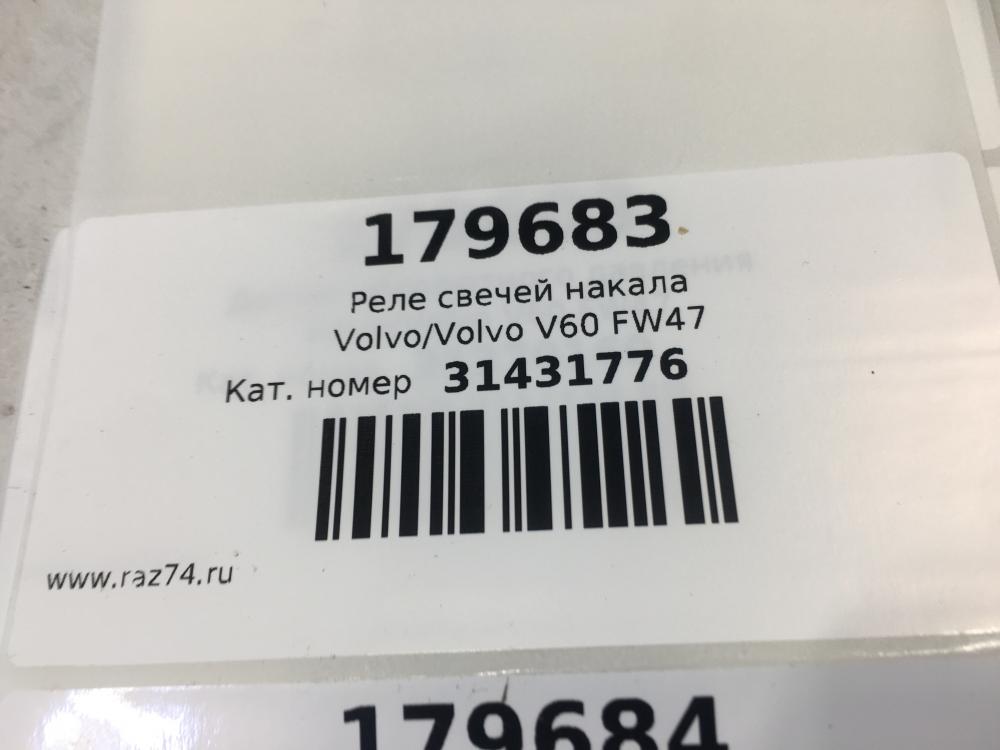 179683
Реле свечей накала
Volvo/Volvo V60 FW47
Кат. номер 31431776
www.raz74.ru
179684